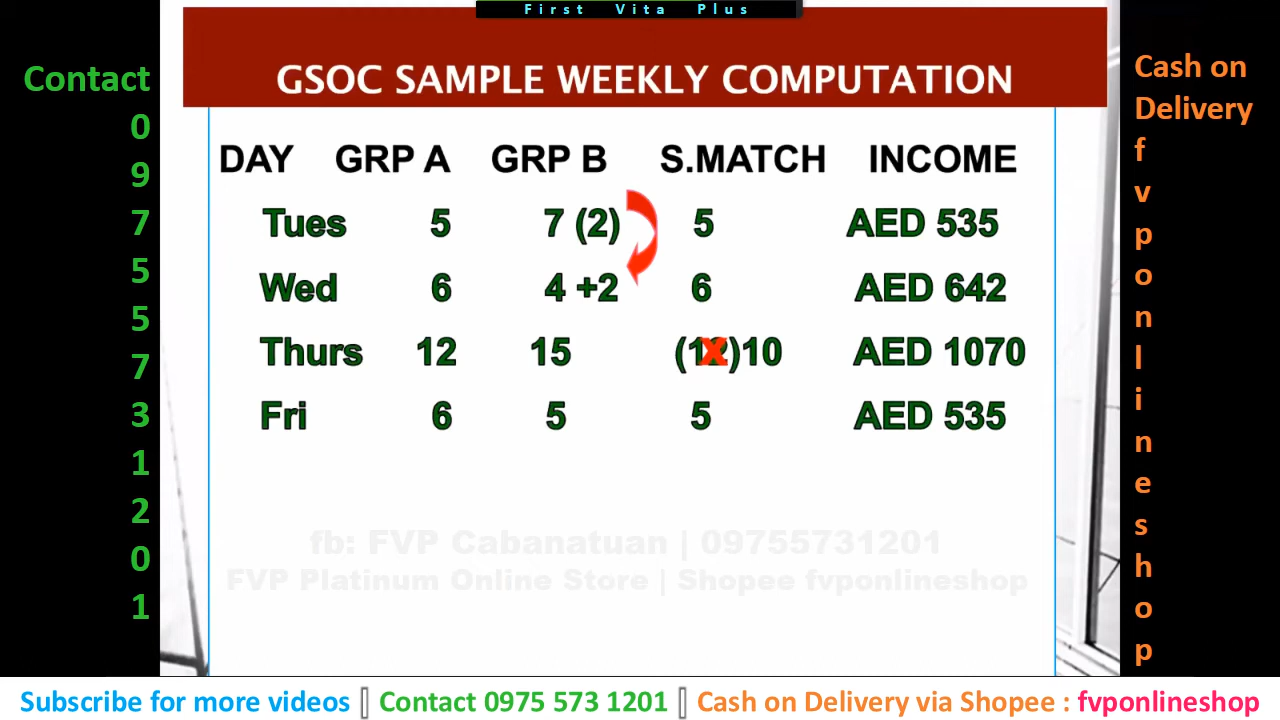 First Vita Plus
GSOC SAMPLE WEEKLY COMPUTATION
Contact
0
9
7
5
5
7
3
1
2
0
1
DAY GRP A GRP B S.MATCH INCOME
Tues 5 7 (2) 5 AED 535
Wed 6 4 +2 6 AED 642
Thurs 12 15 (12)10 AED 1070
Fri 6 5 5 AED 535
fb: FVP Cabanatuan | 09755731201
FVP Platinum Online Store | Shopee fvponlineshop
Cash on
Delivery
f
v
p
o
n
l
i
n
e
s
h
o
p
Subscribe for more videos ▯ Contact 0975 573 1201 ▯ Cash on Delivery via Shopee : fvponlineshop